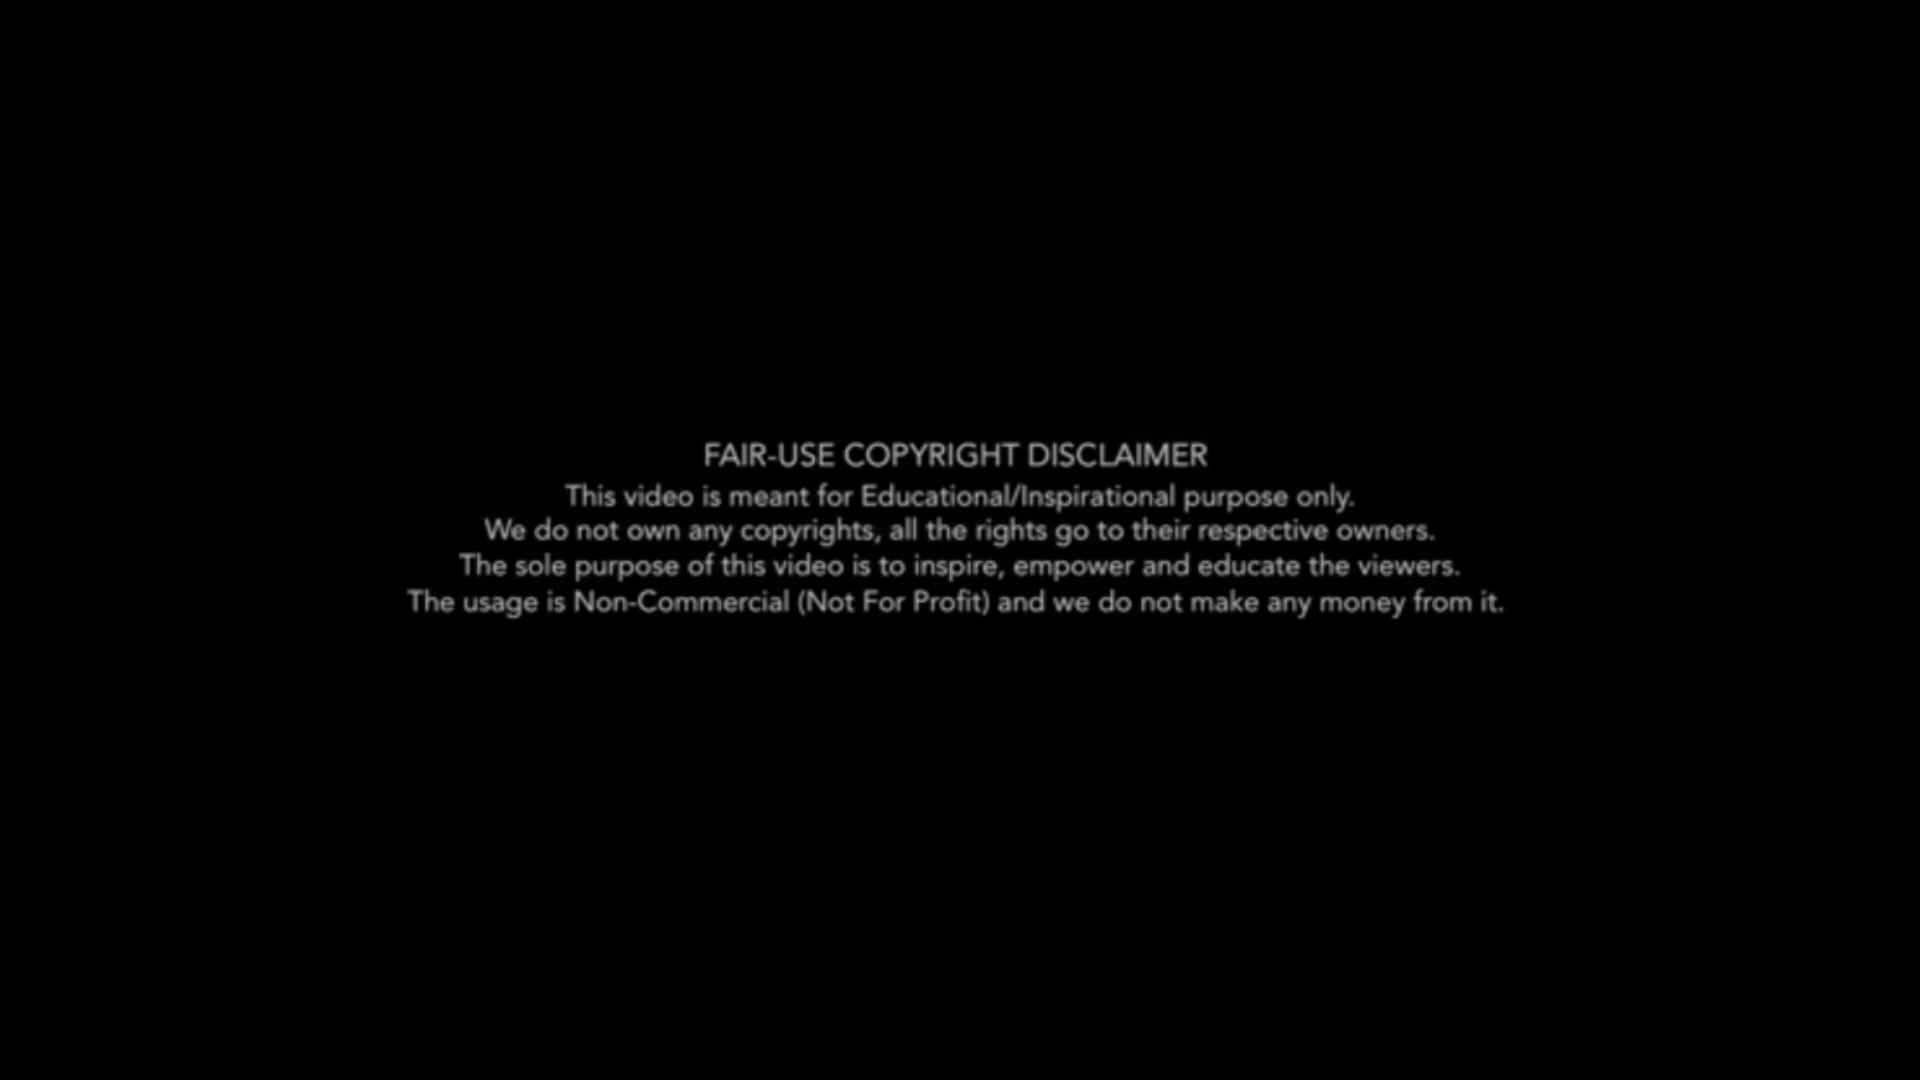 FAIR-USE COPYRIGHT DISCLAIMER
This video is meant for Educational/Inspirational purpose only.
We do not own any copyrights, all the rights go to their respective owners.
The sole purpose of this video is to inspire, empower and educate the viewers.
The usage is Non-Commercial (Not For Profit) and we do not make any money from it.